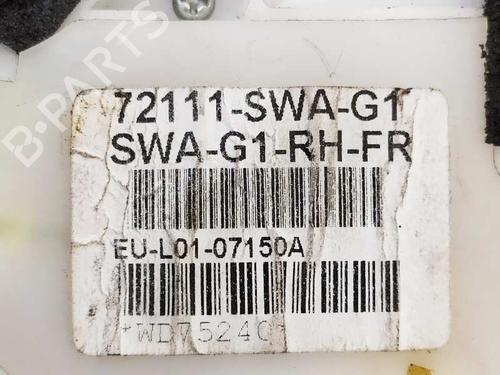 B-PARTS
72111-SWA-G1
SWA-G1-RH-FR
EU-L01-07150A
*WD75240